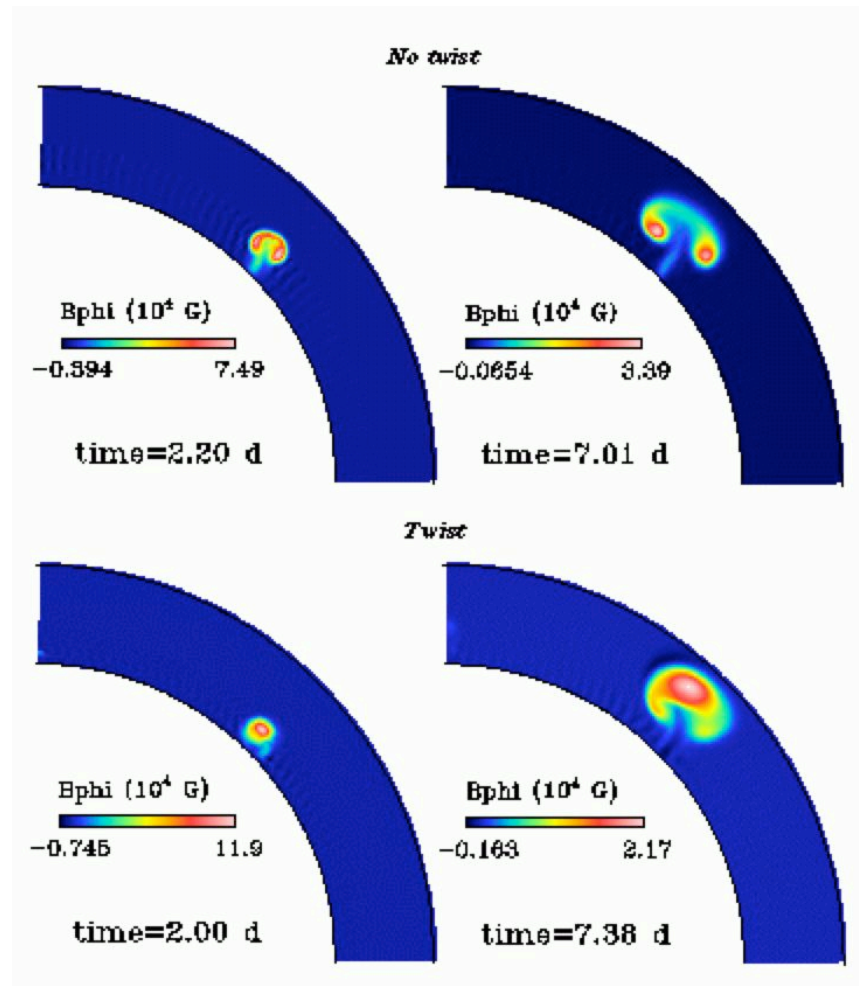 No twist
Bphi (10⁴ G)
−0.394 7.49
time=2.20 d
Bphi (10⁴ G)
−0.0654 3.39
time=7.01 d
Twist
Bphi (10⁴ G)
−0.745 11.9
time=2.00 d
Bphi (10⁴ G)
−0.163 2.17
time=7.38 d